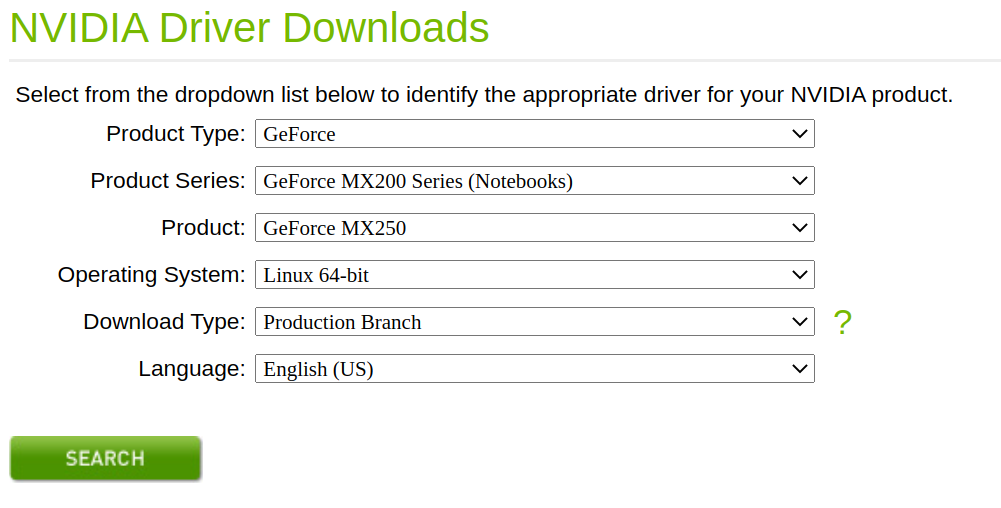 NVIDIA Driver Downloads
Select from the dropdown list below to identify the appropriate driver for your NVIDIA product.
Product Type: GeForce
Product Series: GeForce MX200 Series (Notebooks)
Product: GeForce MX250
Operating System: Linux 64-bit
Download Type: Production Branch ?
Language: English (US)
SEARCH